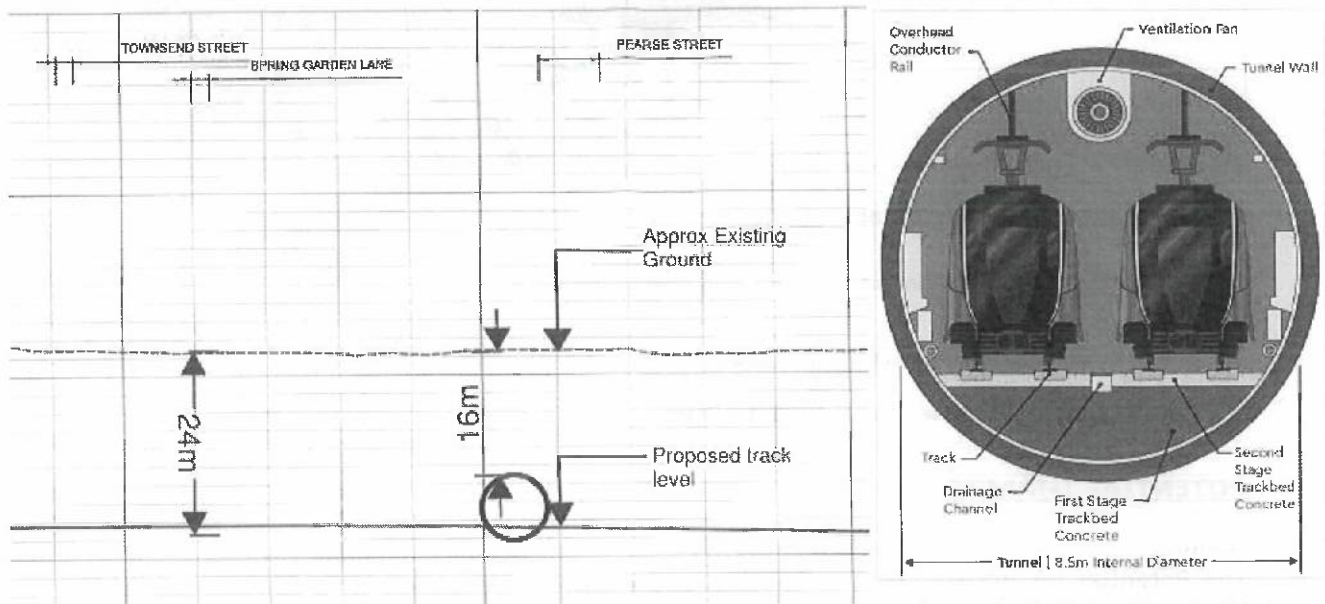 TOWNSEND STREET
SPRING GARDEN LANE
PEARSE STREET
Approx Existing
Ground
24m
16m
Proposed track
level
Overhead
Conductor
Rail
Ventilation Fan
Tunnel Wall
Track
Drainage
Channel
First Stage
Trackbed
Concrete
Second
Stage
Trackbed
Concrete
Tunnel | 8.5m Internal Diameter